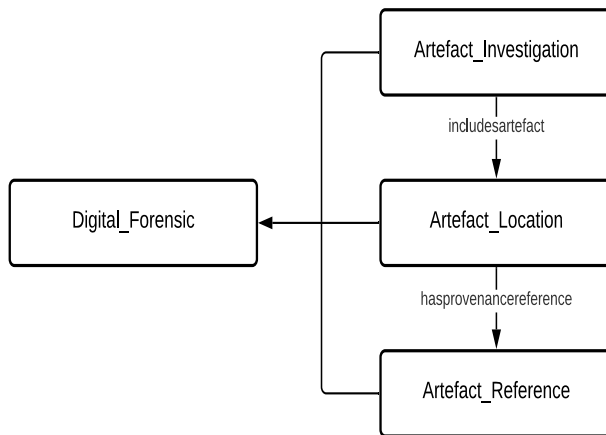 Artefact_Investigation
includesartefact
Digital_Forensic
Artefact_Location
hasprovenancereference
Artefact_Reference